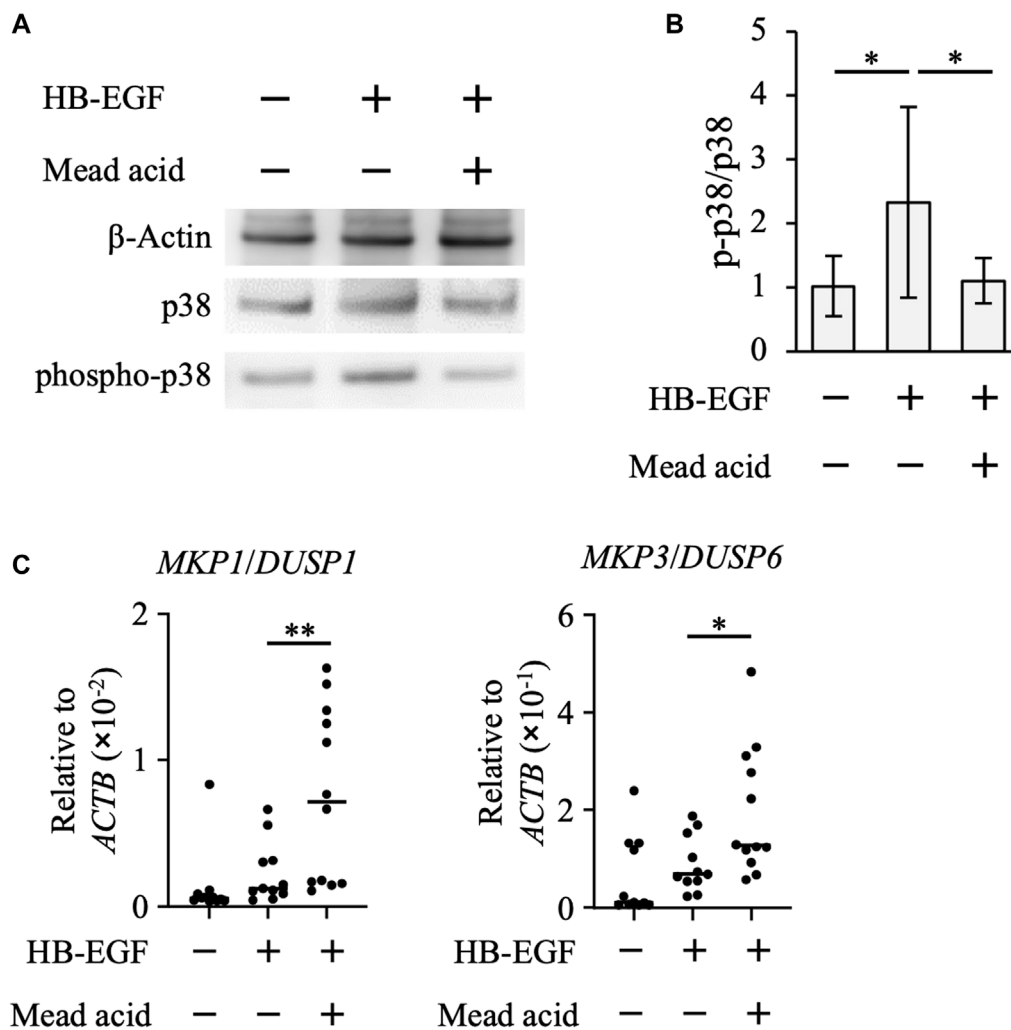 A
HB-EGF − + +
Mead acid − − +
β-Actin
p38
phospho-p38
B
5
4
3
2
1
0
p-p38/p38
* *
HB-EGF − + +
Mead acid − − +
C
MKP1/DUSP1
2
1
0
Relative to
ACTB (×10⁻²)
**
HB-EGF − + +
Mead acid − − +
MKP3/DUSP6
6
4
2
0
Relative to
ACTB (×10⁻¹)
*
HB-EGF − + +
Mead acid − − +